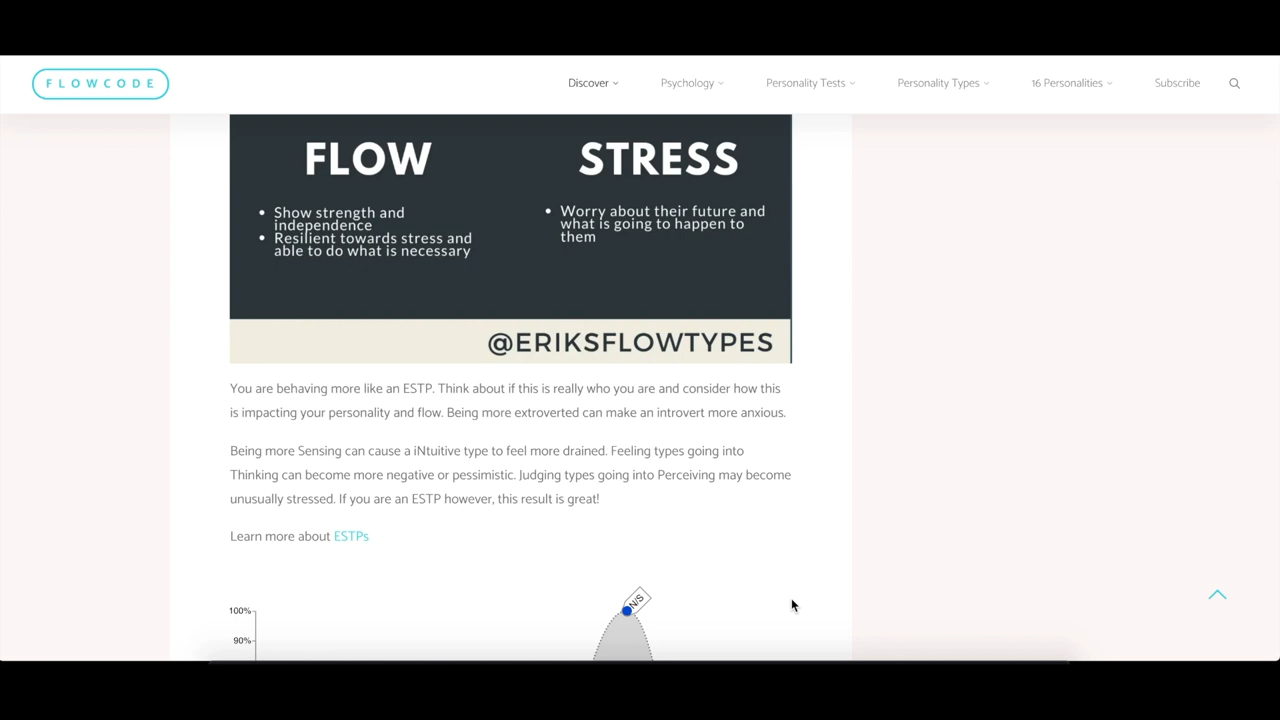 FLOWCODE
Discover
Psychology
Personality Tests
Personality Types
16 Personalities
Subscribe
FLOW
STRESS
• Show strength and
independence
• Resilient towards stress and
able to do what is necessary
• Worry about their future and
what is going to happen to
them
@ERIKSFLOWTYPES
You are behaving more like an ESTP. Think about if this is really who you are and consider how this
is impacting your personality and flow. Being more extroverted can make an introvert more anxious.
Being more Sensing can cause a iNtuitive type to feel more drained. Feeling types going into
Thinking can become more negative or pessimistic. Judging types going into Perceiving may become
unusually stressed. If you are an ESTP however, this result is great!
Learn more about ESTPs
N/S
100%
90%